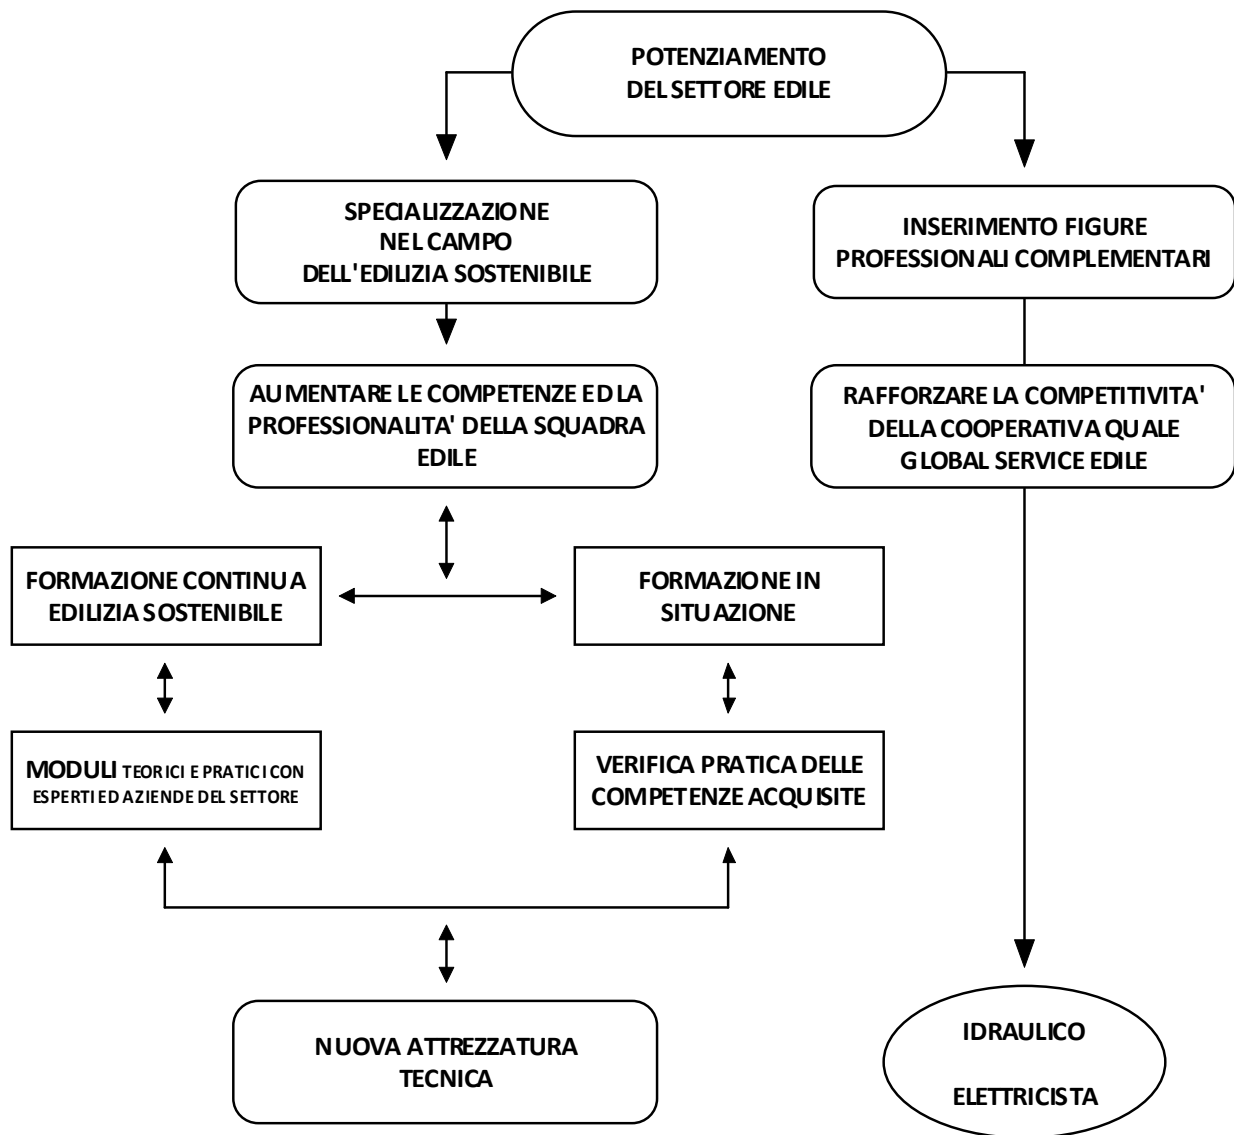 POTENZIAMENTO
DEL SETTORE EDILE
SPECIALIZZAZIONE
NEL CAMPO
DELL'EDILIZIA SOSTENIBILE
INSERIMENTO FIGURE
PROFESSIONALI COMPLEMENTARI
AUMENTARE LE COMPETENZE ED LA
PROFESSIONALITA' DELLA SQUADRA
EDILE
RAFFORZARE LA COMPETITIVITA'
DELLA COOPERATIVA QUALE
GLOBAL SERVICE EDILE
FORMAZIONE CONTINUA
EDILIZIA SOSTENIBILE
FORMAZIONE IN
SITUAZIONE
MODULI TEORICI E PRATICI CON
ESPERTI ED AZIENDE DEL SETTORE
VERIFICA PRATICA DELLE
COMPETENZE ACQUISITE
NUOVA ATTREZZATURA
TECNICA
IDRAULICO
ELETTRICISTA